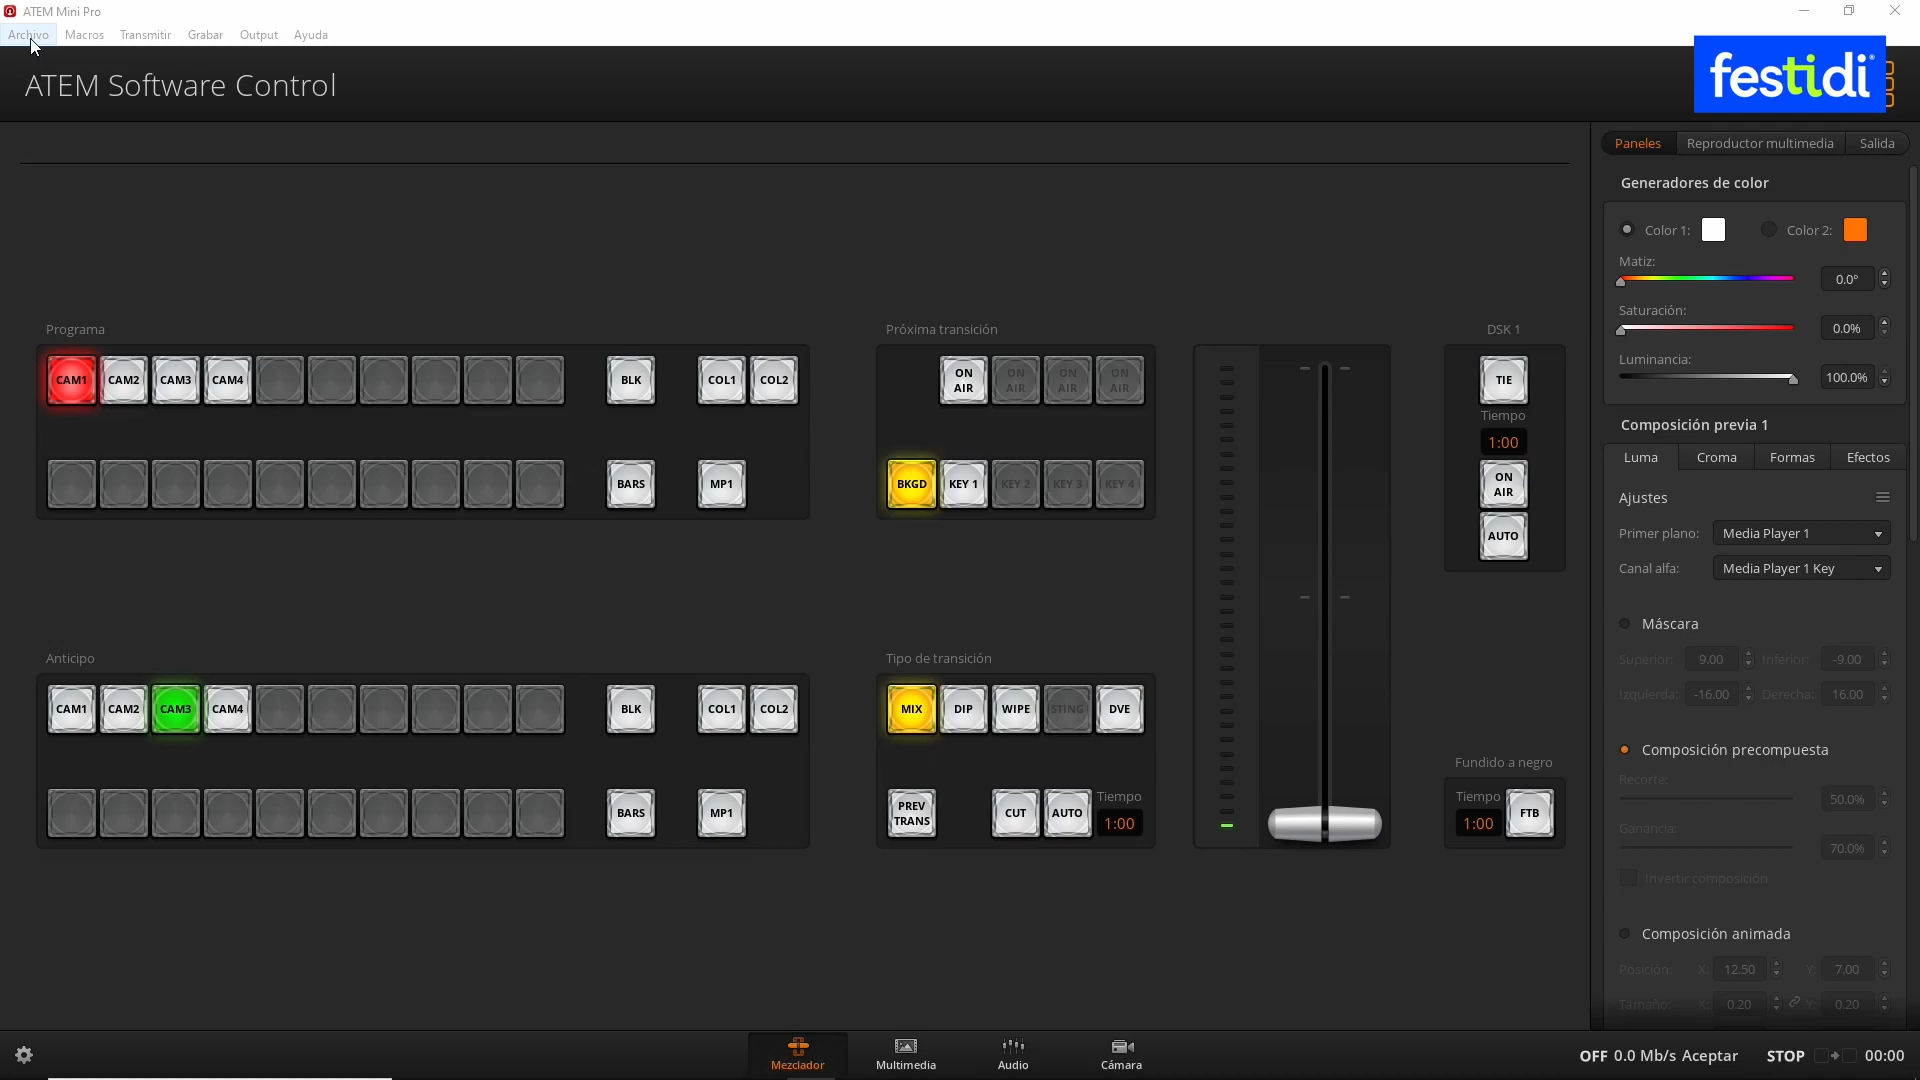 ATEM Mini Pro
Archivo Macros Transmitir Grabar Output Ayuda
ATEM Software Control
festidi
Paneles Reproductor multimedia Salida
Generadores de color
Color 1: Color 2:
Matiz:
0.0°
Saturación:
0.0%
Luminancia:
100.0%
Programa
CAM1 CAM2 CAM3 CAM4 BLK COL1 COL2
BARS MP1
Próxima transición
ON AIR ON AIR ON AIR ON AIR
BKGD KEY 1 KEY 2 KEY 3 KEY 4
DSK 1
TIE
Tiempo
1:00
ON AIR
AUTO
Composición previa 1
Luma Croma Formas Efectos
Ajustes
Primer plano: Media Player 1
Canal alfa: Media Player 1 Key
Máscara
Superior: 9.00 Inferior: -9.00
Izquierda: -16.00 Derecha: 16.00
Composición precompuesta
Recorte:
50.0%
Ganancia:
70.0%
Invertir composición
Composición animada
Posición: X: 12.50 Y: 7.00
Tamaño: X: 0.20 Y: 0.20
Anticipo
CAM1 CAM2 CAM3 CAM4 BLK COL1 COL2
BARS MP1
Tipo de transición
MIX DIP WIPE STING DVE
PREV TRANS CUT AUTO Tiempo 1:00
Fundido a negro
Tiempo 1:00 FTB
Mezclador Multimedia Audio Cámara
OFF 0.0 Mb/s Aceptar STOP 00:00